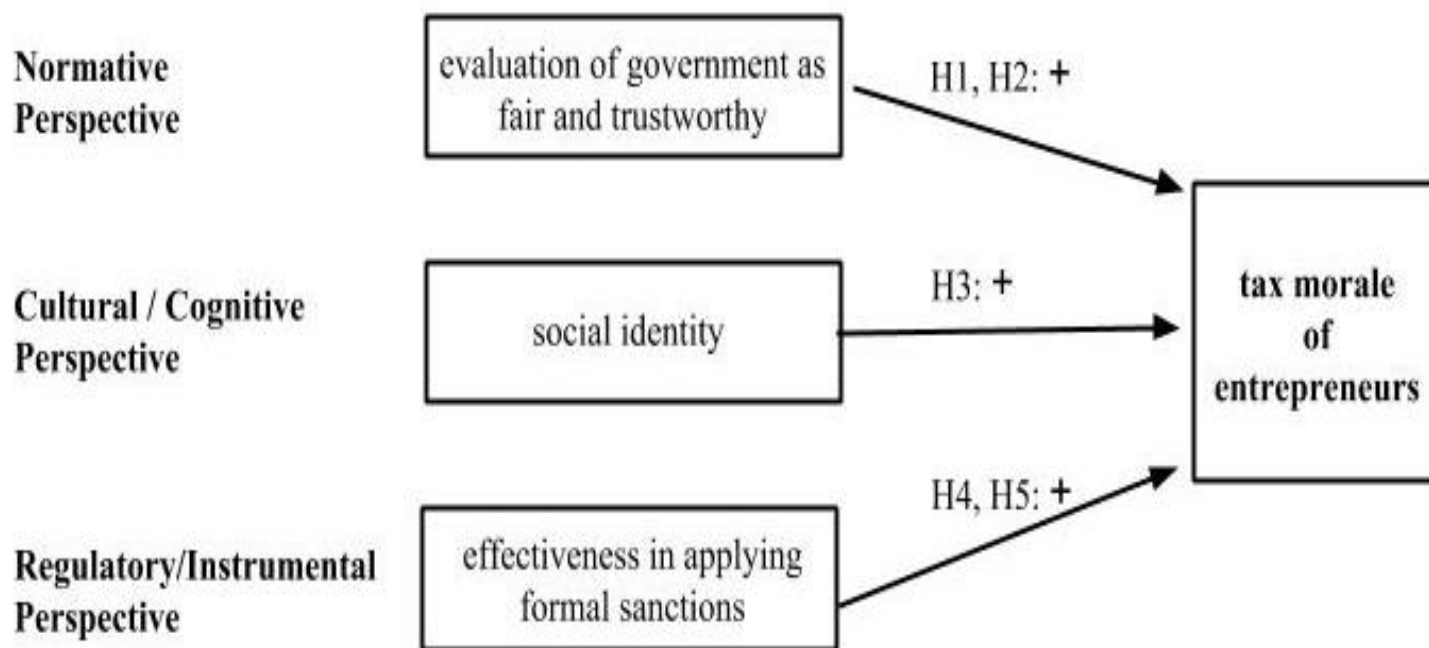 Normative
Perspective
evaluation of government as
fair and trustworthy
H1, H2: +
Cultural / Cognitive
Perspective
social identity
H3: +
tax morale
of
entrepreneurs
Regulatory/Instrumental
Perspective
effectiveness in applying
formal sanctions
H4, H5: +